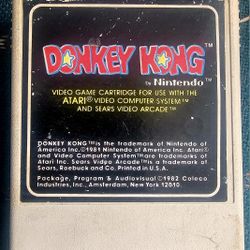 DONKEY KONG™
by Nintendo®
VIDEO GAME CARTRIDGE FOR USE WITH THE
ATARI® VIDEO COMPUTER SYSTEM™
AND SEARS VIDEO ARCADE™
DONKEY KONG™ is the trademark of Nintendo of
America Inc. ©1981 Nintendo of America Inc. Atari®
and Video Computer System™ are trademarks of
Atari Inc. Sears Video Arcade™ is a trademark of
Sears, Roebuck and Co. Printed in U.S.A.
Package, Program & Audiovisual © 1982 Coleco
Industries, Inc., Amsterdam, New York 12010